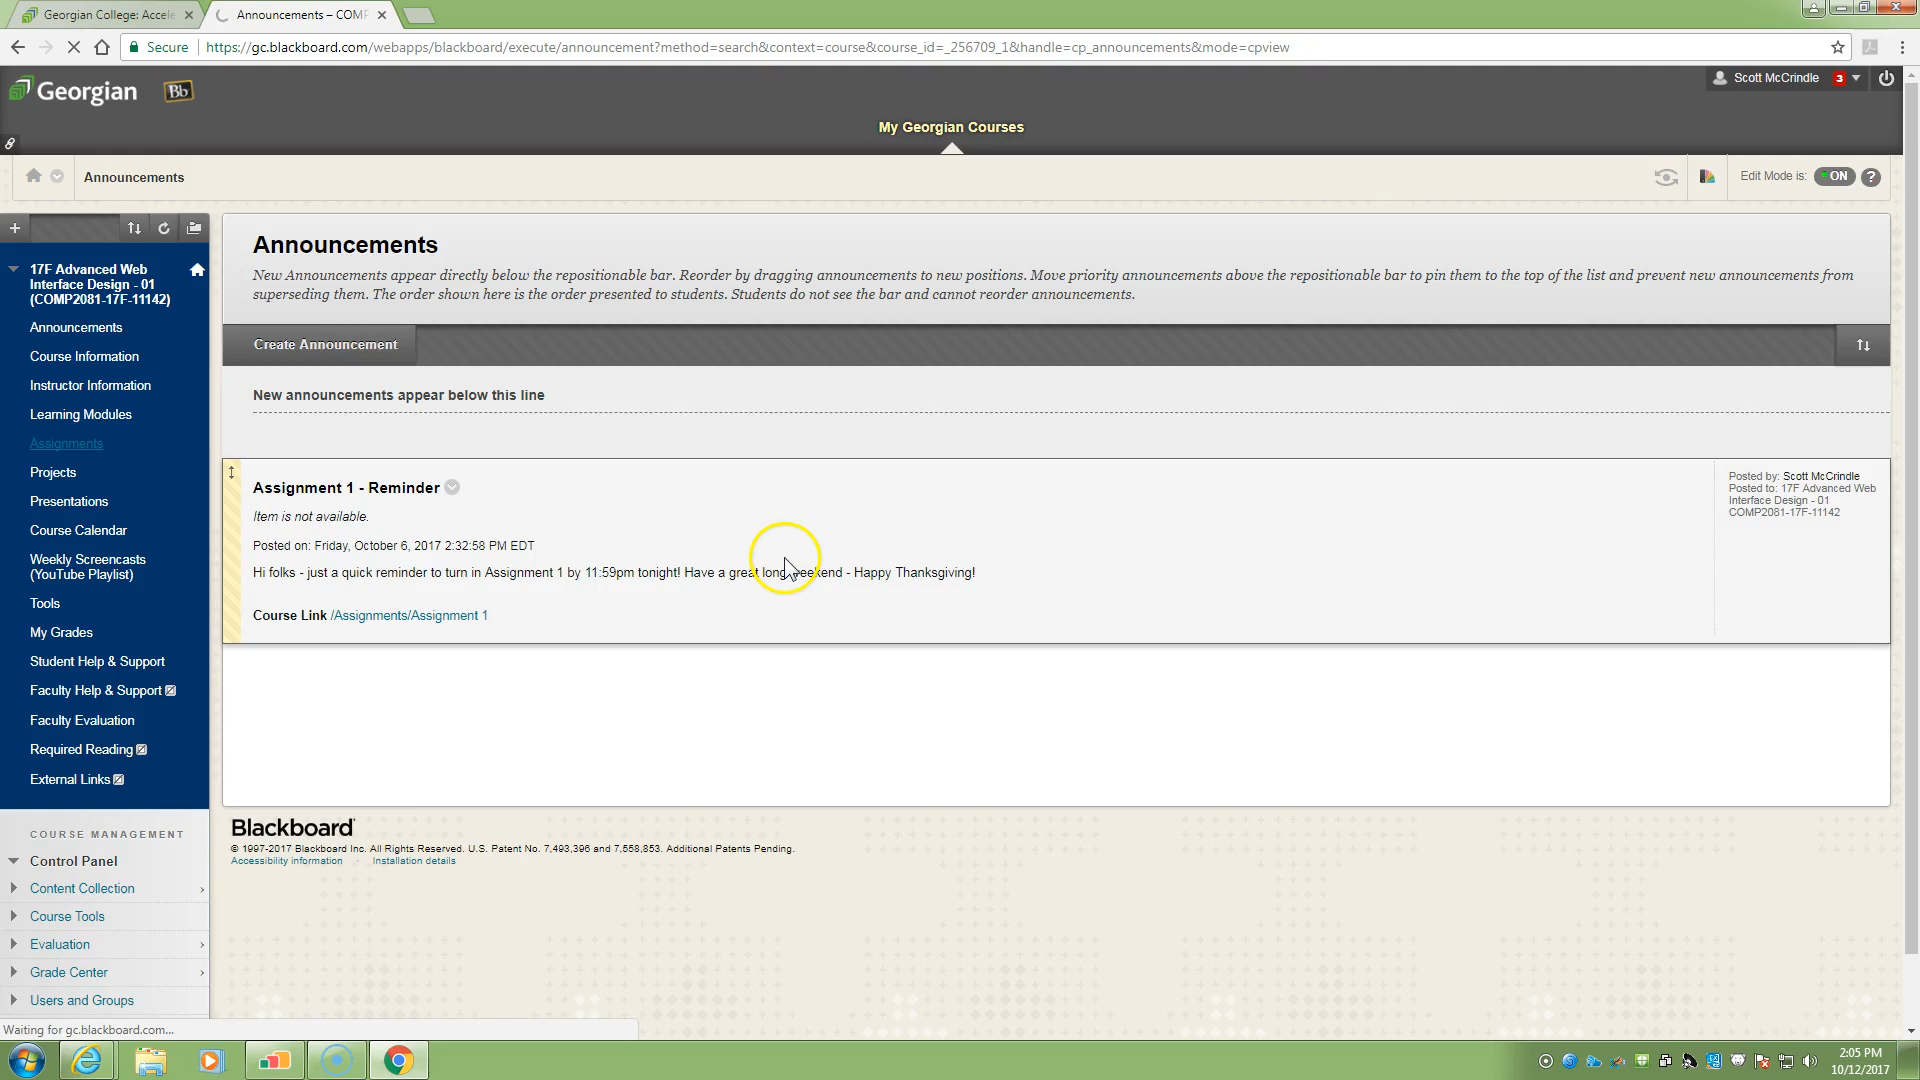 Georgian College: Accele
Announcements – COMP
Secure
https://gc.blackboard.com/webapps/blackboard/execute/announcement?method=search&context=course&course_id=_256709_1&handle=cp_announcements&mode=cpview
Georgian
Bb
Scott McCrindle
3
My Georgian Courses
Announcements
Edit Mode is:
ON
?
17F Advanced Web
Interface Design - 01
(COMP2081-17F-11142)
Announcements
Course Information
Instructor Information
Learning Modules
Assignments
Projects
Presentations
Course Calendar
Weekly Screencasts
(YouTube Playlist)
Tools
My Grades
Student Help & Support
Faculty Help & Support
Faculty Evaluation
Required Reading
External Links
COURSE MANAGEMENT
Control Panel
Content Collection
Course Tools
Evaluation
Grade Center
Users and Groups
Announcements
New Announcements appear directly below the repositionable bar. Reorder by dragging announcements to new positions. Move priority announcements above the repositionable bar to pin them to the top of the list and prevent new announcements from
superseding them. The order shown here is the order presented to students. Students do not see the bar and cannot reorder announcements.
Create Announcement
New announcements appear below this line
Assignment 1 - Reminder
Item is not available.
Posted on: Friday, October 6, 2017 2:32:58 PM EDT
Hi folks - just a quick reminder to turn in Assignment 1 by 11:59pm tonight! Have a great long weekend - Happy Thanksgiving!
Course Link /Assignments/Assignment 1
Posted by: Scott McCrindle
Posted to: 17F Advanced Web
Interface Design - 01
COMP2081-17F-11142
Blackboard
© 1997-2017 Blackboard Inc. All Rights Reserved. U.S. Patent No. 7,493,396 and 7,558,853. Additional Patents Pending.
Accessibility information · Installation details
Waiting for gc.blackboard.com...
2:05 PM
10/12/2017